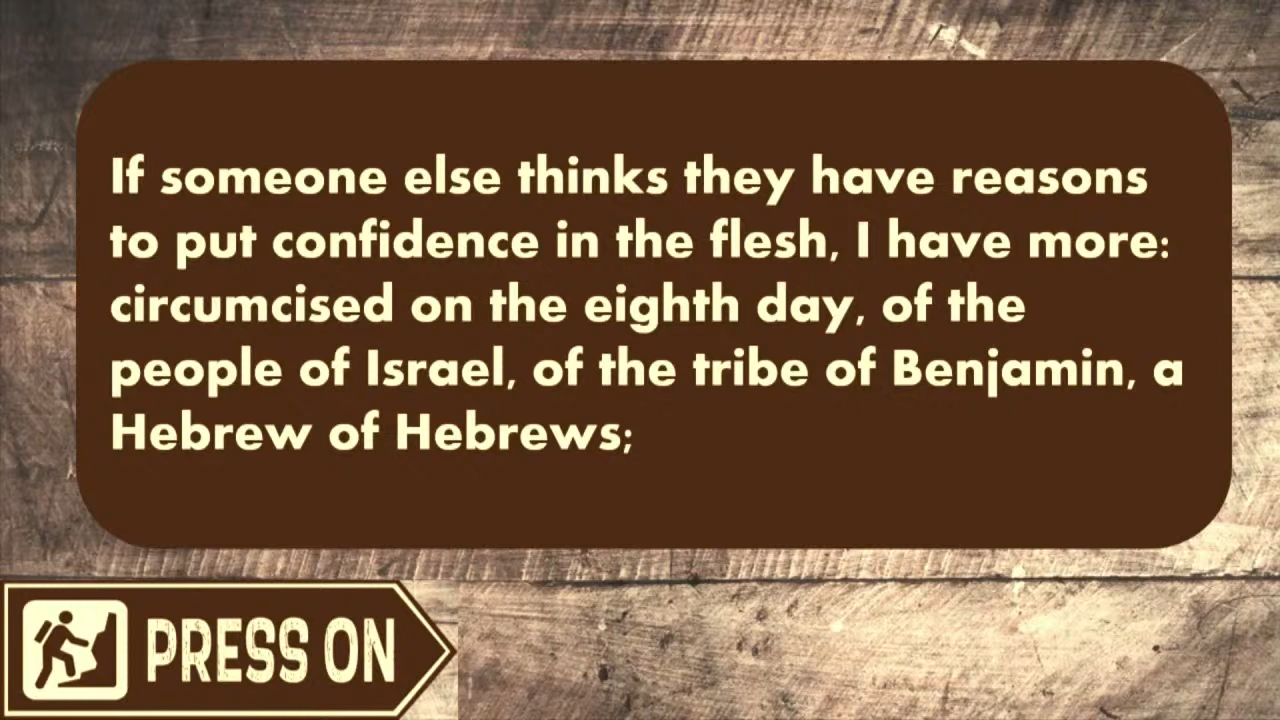 If someone else thinks they have reasons
to put confidence in the flesh, I have more:
circumcised on the eighth day, of the
people of Israel, of the tribe of Benjamin, a
Hebrew of Hebrews;
PRESS ON